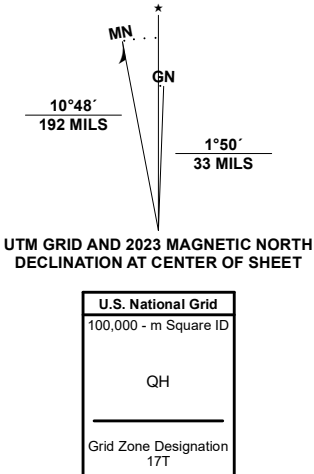 ★
MN
GN
10°48´
192 MILS
1°50´
33 MILS
UTM GRID AND 2023 MAGNETIC NORTH
DECLINATION AT CENTER OF SHEET
U.S. National Grid
100,000 - m Square ID
QH
Grid Zone Designation
17T